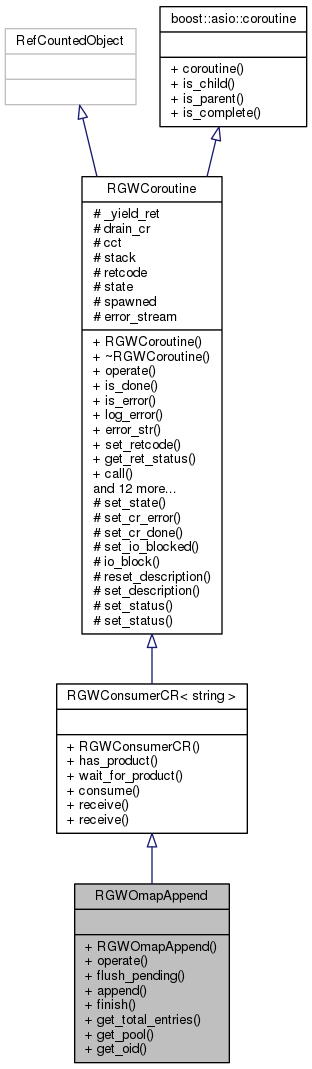 RefCountedObject
boost::asio::coroutine
+ coroutine()
+ is_child()
+ is_parent()
+ is_complete()
RGWCoroutine
# _yield_ret
# drain_cr
# cct
# stack
# retcode
# state
# spawned
# error_stream
+ RGWCoroutine()
+ ~RGWCoroutine()
+ operate()
+ is_done()
+ is_error()
+ log_error()
+ error_str()
+ set_retcode()
+ get_ret_status()
+ call()
and 12 more...
# set_state()
# set_cr_error()
# set_cr_done()
# set_io_blocked()
# io_block()
# reset_description()
# set_description()
# set_status()
# set_status()
RGWConsumerCR< string >
+ RGWConsumerCR()
+ has_product()
+ wait_for_product()
+ consume()
+ receive()
+ receive()
RGWOmapAppend
+ RGWOmapAppend()
+ operate()
+ flush_pending()
+ append()
+ finish()
+ get_total_entries()
+ get_pool()
+ get_oid()